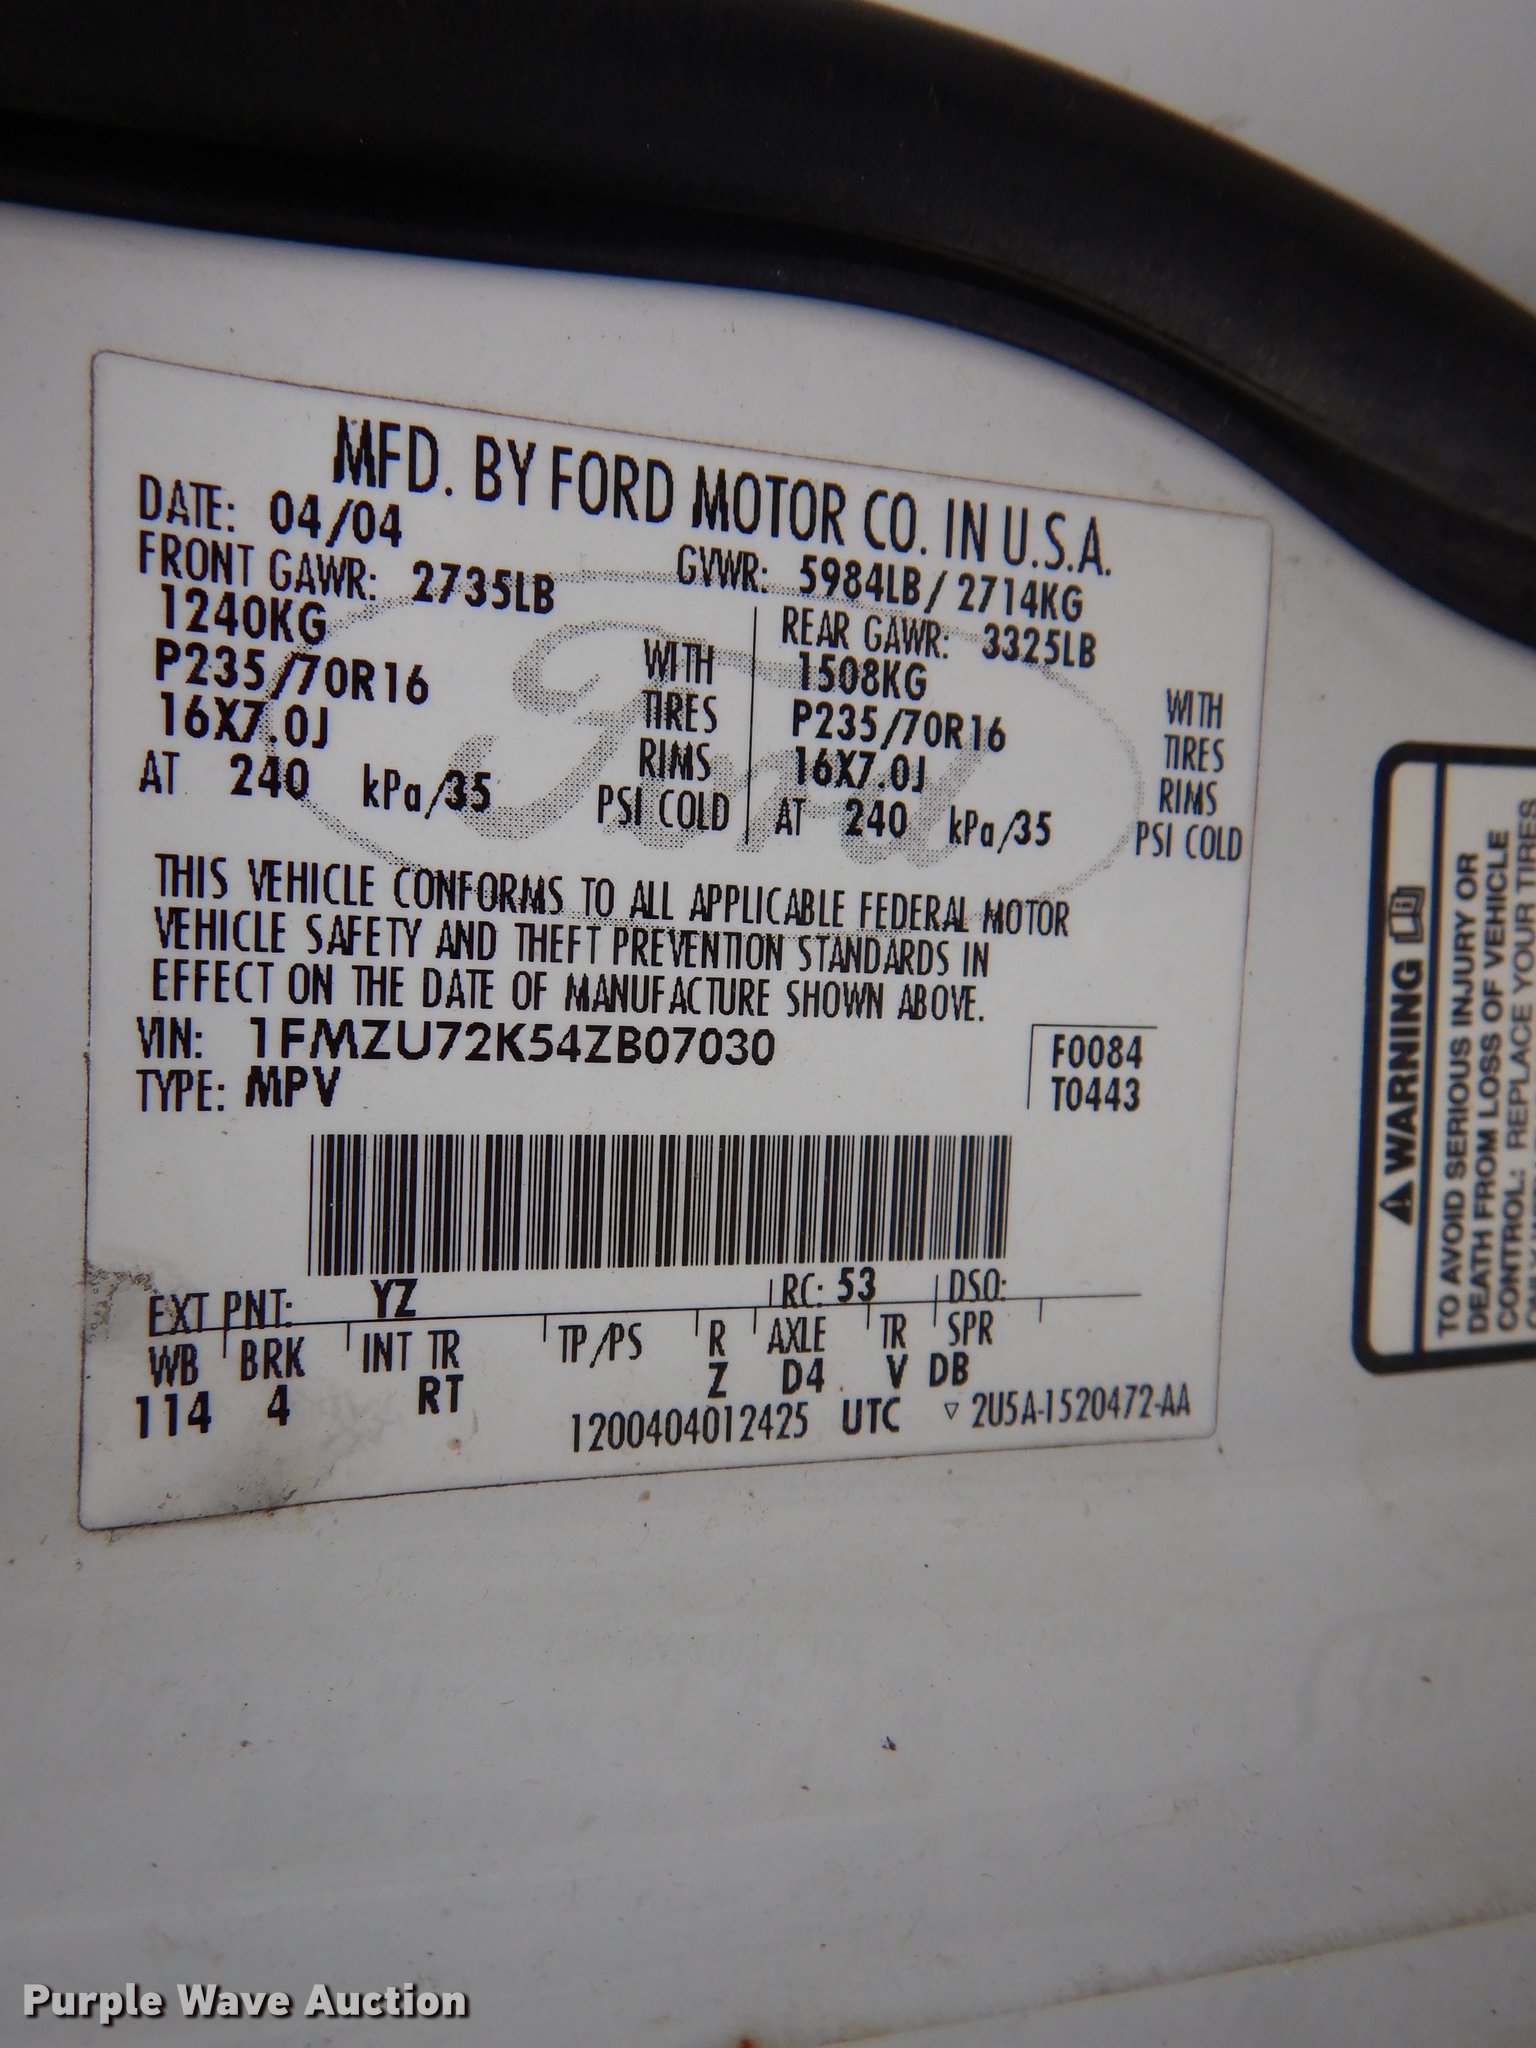 MFD. BY FORD MOTOR CO. IN U.S.A.
DATE: 04/04
GVWR: 5984LB / 2714KG
FRONT GAWR: 2735LB
1240KG WITH
P235/70R16 TIRES
16X7.0J RIMS
AT 240 kPa/35 PSI COLD
REAR GAWR: 3325LB
1508KG WITH
P235/70R16 TIRES
16X7.0J RIMS
AT 240 kPa/35 PSI COLD
Ford
THIS VEHICLE CONFORMS TO ALL APPLICABLE FEDERAL MOTOR
VEHICLE SAFETY AND THEFT PREVENTION STANDARDS IN
EFFECT ON THE DATE OF MANUFACTURE SHOWN ABOVE.
VIN: 1FMZU72K54ZB07030
TYPE: MPV
F0084
T0443
EXT PNT: YZ RC: 53 DSO:
WB BRK INT TR TP/PS R AXLE TR SPR
114 4 RT Z D4 V DB
1200404012425 UTC ▽ 2U5A-1520472-AA
WARNING
TO AVOID SERIOUS INJURY OR
DEATH FROM LOSS OF VEHICLE
CONTROL: REPLACE YOUR TIRES
Purple Wave Auction